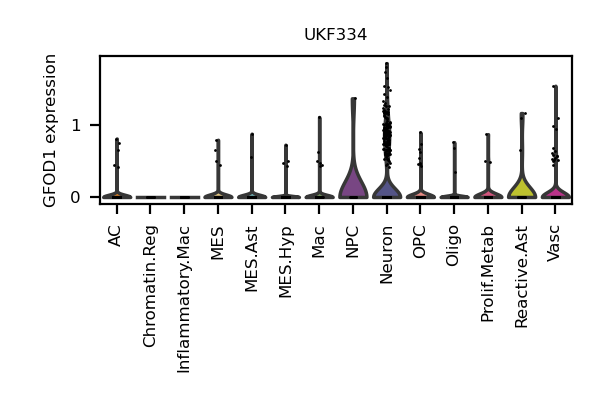 UKF334
GFOD1 expression
1
0
AC
Chromatin.Reg
Inflammatory.Mac
MES
MES.Ast
MES.Hyp
Mac
NPC
Neuron
OPC
Oligo
Prolif.Metab
Reactive.Ast
Vasc